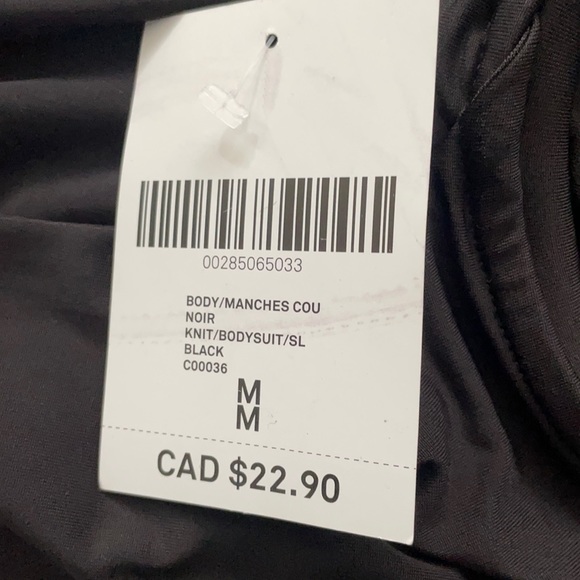 00285065033
BODY/MANCHES COU
NOIR
KNIT/BODYSUIT/SL
BLACK
C00036
M
M
CAD $22.90